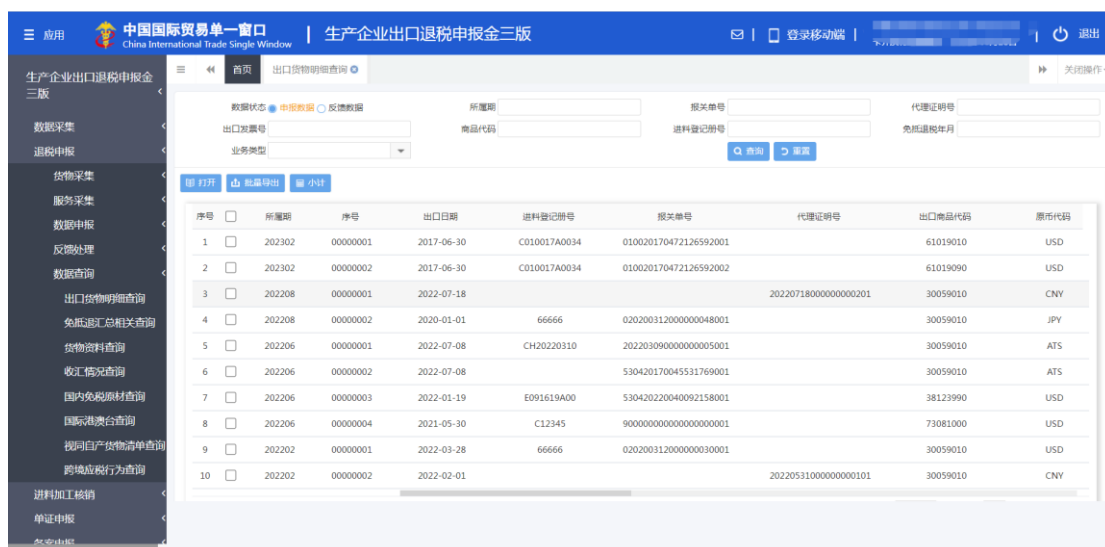 应用 中国国际贸易单一窗口 生产企业出口退税申报金三版 登录移动端 退出
China International Trade Single Window
生产企业出口退税申报金三版
首页 出口货物明细查询 关闭操作
数据采集
退税申报
货物采集
服务采集
数据申报
反馈处理
数据查询
出口货物明细查询
免抵退汇总相关查询
货物资料查询
收汇情况查询
国内免税原材查询
国际港澳台查询
视同自产货物清单查询
跨境应税行为查询
进料加工核销
单证申报
备案申报
数据状态 申报数据 反馈数据 所属期 报关单号 代理证明号
出口发票号 商品代码 进料登记册号 免抵退税年月
业务类型 查询 重置
打开 批量导出 小计
序号 所属期 序号 出口日期 进料登记册号 报关单号 代理证明号 出口商品代码 原币代码
1 202302 00000001 2017-06-30 C010017A0034 010020170472126592001 61019010 USD
2 202302 00000002 2017-06-30 C010017A0034 010020170472126592002 61019090 USD
3 202208 00000001 2022-07-18 20220718000000000201 30059010 CNY
4 202208 00000002 2020-01-01 66666 020200312000000048001 30059010 JPY
5 202206 00000001 2022-07-08 CH20220310 202203090000000005001 30059010 ATS
6 202206 00000002 2022-07-08 530420170045531769001 30059010 ATS
7 202206 00000003 2022-01-19 E091619A00 530420220040092158001 38123990 USD
8 202206 00000004 2021-05-30 C12345 900000000000000000001 73081000 USD
9 202202 00000001 2022-03-28 66666 020200312000000030001 30059010 USD
10 202202 00000002 2022-02-01 20220531000000000101 30059010 CNY